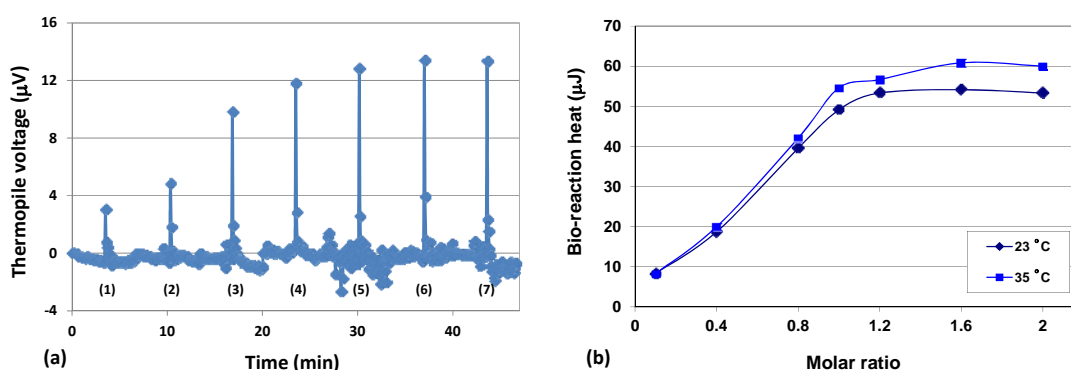 Thermopile voltage (µV)
16
12
8
4
0
-4
(1) (2) (3) (4) (5) (6) (7)
0 10 20 30 40
(a) Time (min)
Bio-reaction heat (µJ)
70
60
50
40
30
20
10
0
23 °C
35 °C
0 0.4 0.8 1.2 1.6 2
(b) Molar ratio